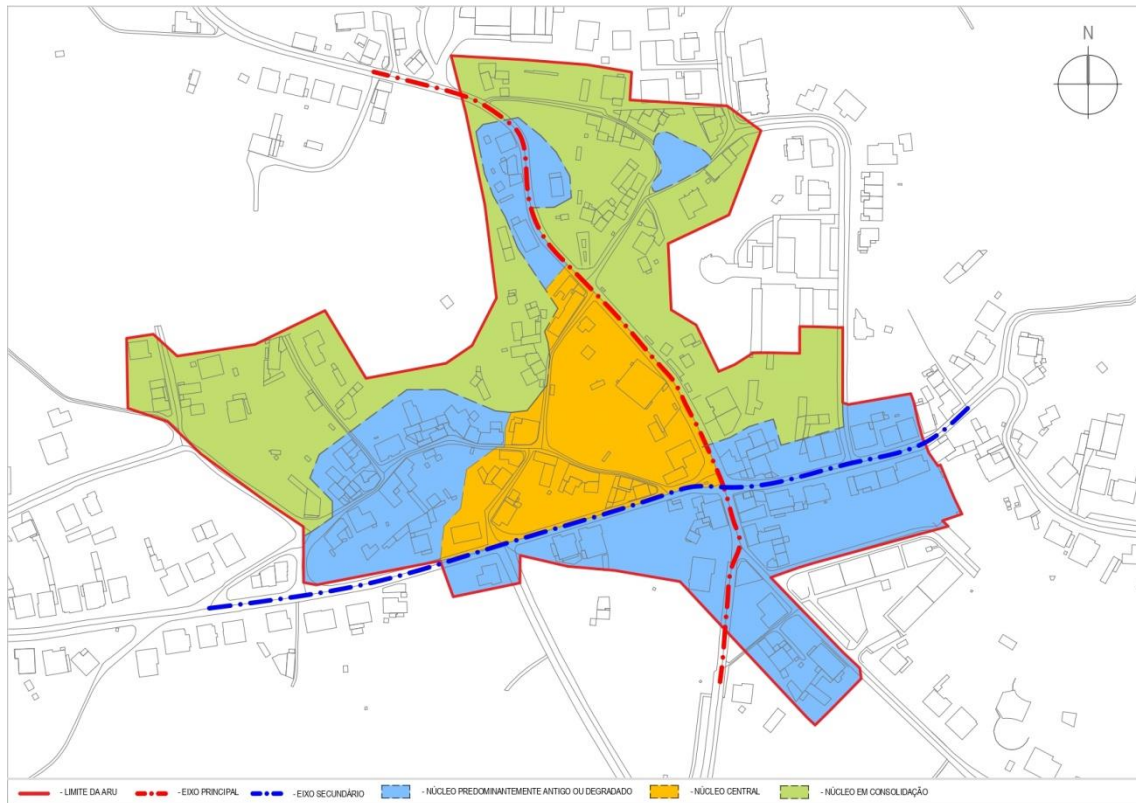 N
- LIMITE DA ARU - EIXO PRINCIPAL - EIXO SECUNDÁRIO - NÚCLEO PREDOMINANTEMENTE ANTIGO OU DEGRADADO - NÚCLEO CENTRAL - NÚCLEO EM CONSOLIDAÇÃO